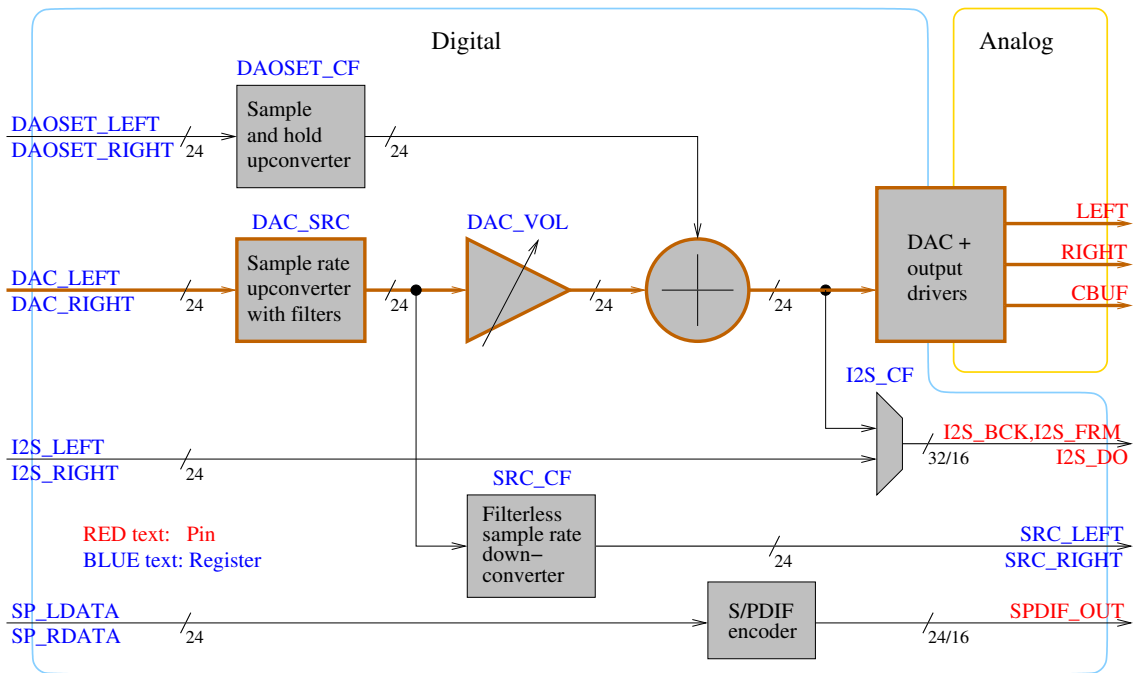 Digital
Analog
DAOSET_CF
DAOSET_LEFT
DAOSET_RIGHT
24
Sample
and hold
upconverter
24
DAC_SRC
DAC_VOL
DAC_LEFT
DAC_RIGHT
24
Sample rate
upconverter
with filters
24
24
24
DAC +
output
drivers
LEFT
RIGHT
CBUF
I2S_CF
I2S_LEFT
I2S_RIGHT
24
32/16
I2S_BCK,I2S_FRM
I2S_DO
SRC_CF
Filterless
sample rate
down−
converter
24
SRC_LEFT
SRC_RIGHT
RED text: Pin
BLUE text: Register
SP_LDATA
SP_RDATA
24
S/PDIF
encoder
24/16
SPDIF_OUT